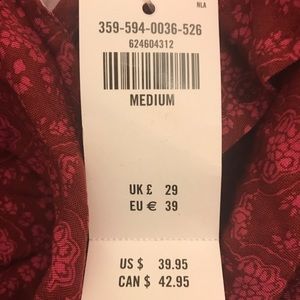 NLA
359-594-0036-526
624604312
MEDIUM
UK £ 29
EU € 39
US $ 39.95
CAN $ 42.95